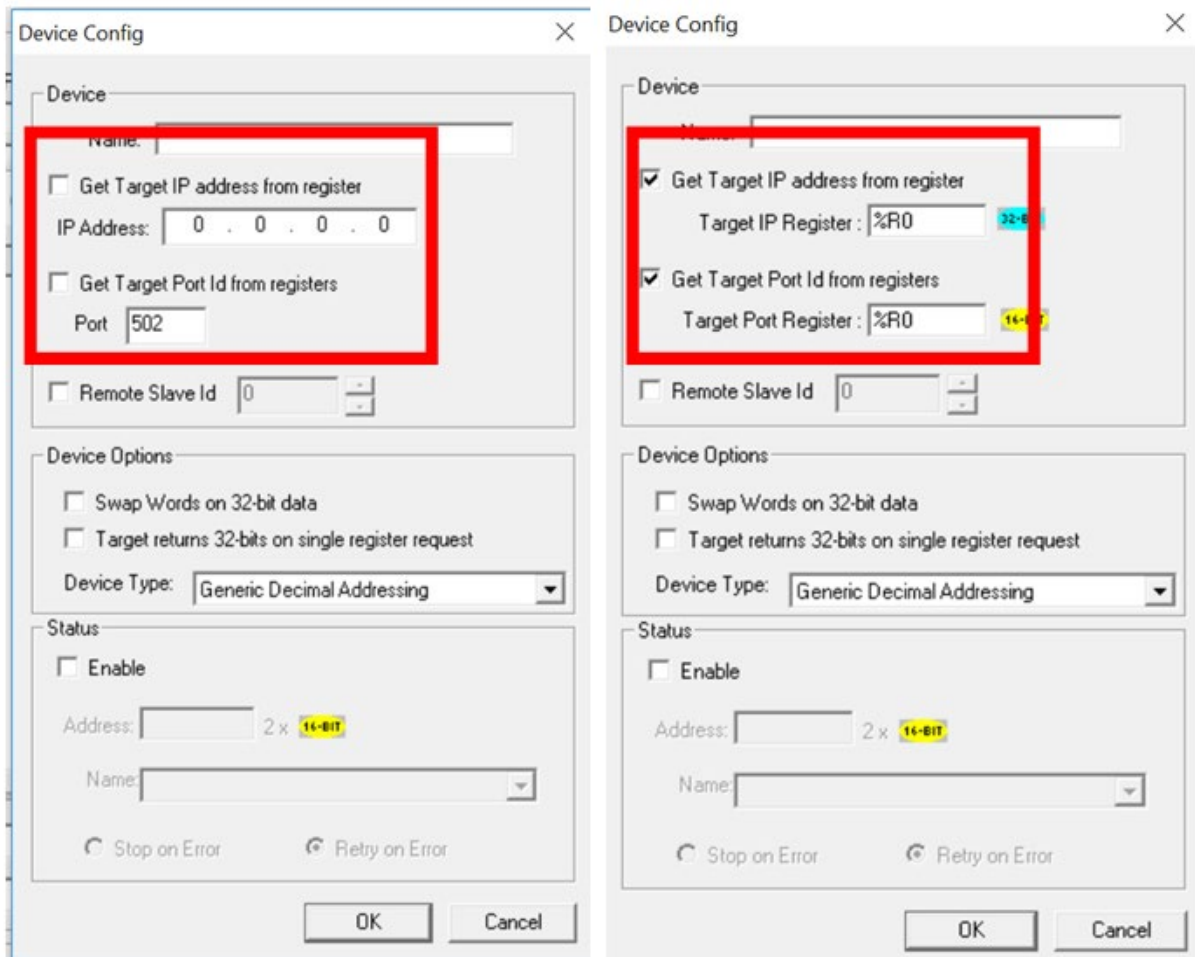 Device Config
Device
Name:
Get Target IP address from register
IP Address: 0 . 0 . 0 . 0
Get Target Port Id from registers
Port 502
Remote Slave Id 0
Device Options
Swap Words on 32-bit data
Target returns 32-bits on single register request
Device Type: Generic Decimal Addressing
Status
Enable
Address: 2 x 16-BIT
Name:
Stop on Error Retry on Error
OK Cancel
Device Config
Device
Name:
Get Target IP address from register
Target IP Register : %R0 32-BIT
Get Target Port Id from registers
Target Port Register : %R0 16-BIT
Remote Slave Id 0
Device Options
Swap Words on 32-bit data
Target returns 32-bits on single register request
Device Type: Generic Decimal Addressing
Status
Enable
Address: 2 x 16-BIT
Name:
Stop on Error Retry on Error
OK Cancel